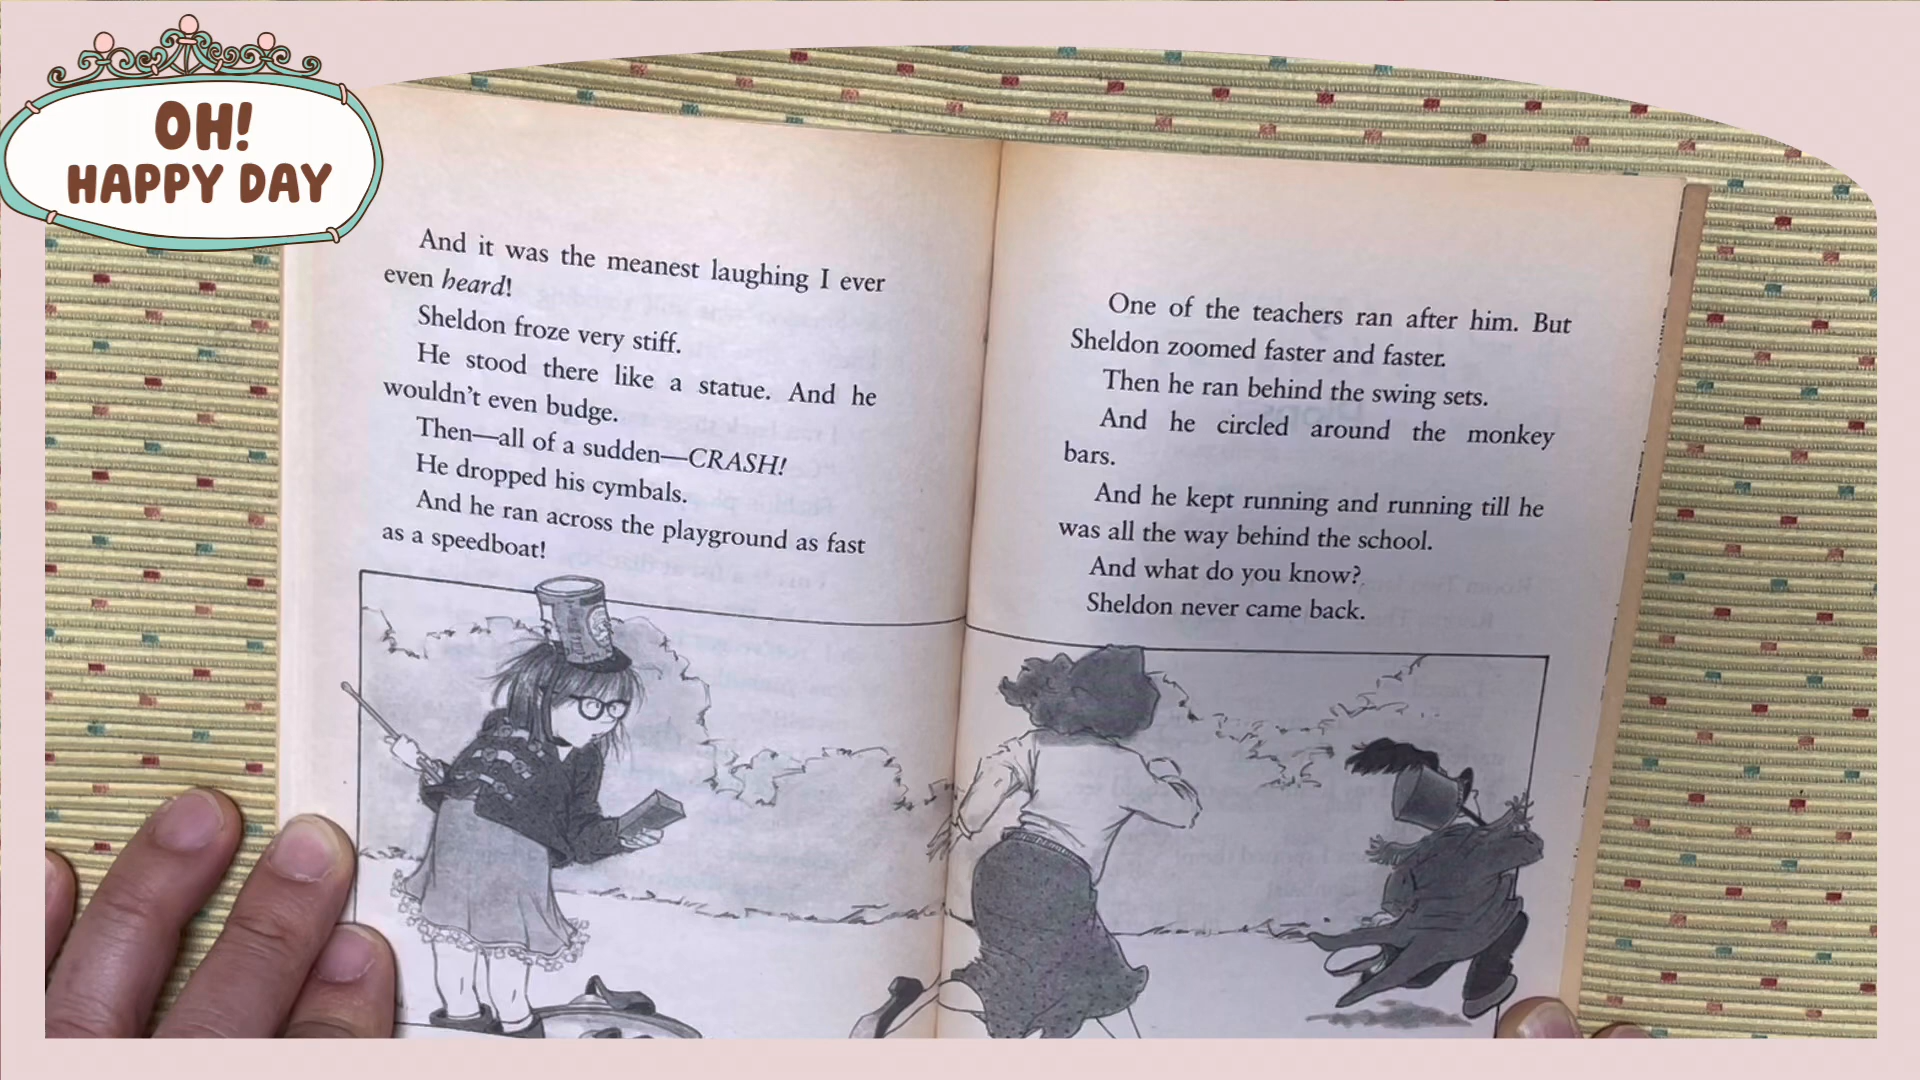 OH!
HAPPY DAY
And it was the meanest laughing I ever
even heard!
Sheldon froze very stiff.
He stood there like a statue. And he
wouldn't even budge.
Then—all of a sudden—CRASH!
He dropped his cymbals.
And he ran across the playground as fast
as a speedboat!
One of the teachers ran after him. But
Sheldon zoomed faster and faster.
Then he ran behind the swing sets.
And he circled around the monkey
bars.
And he kept running and running till he
was all the way behind the school.
And what do you know?
Sheldon never came back.